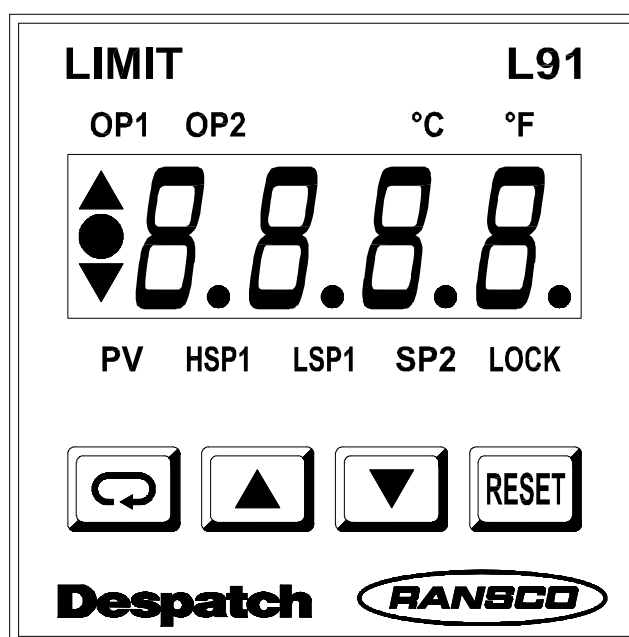 LIMIT L91
OP1 OP2 °C °F
8.8.8.8.
PV HSP1 LSP1 SP2 LOCK
RESET
Despatch RANSCO